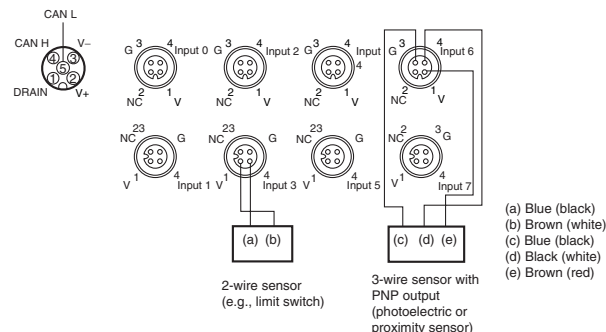 CAN L
CAN H
V–
4
3
5
1
2
DRAIN
V+
G 3 4 Input 0
NC 2 1 V
G 3 4 Input 2
NC 2 1 V
G 3 4 Input 4
NC 2 1 V
G 3 4 Input 6
NC 2 1 V
NC 23 G
V 1 4 Input 1
NC 23 G
V 1 4 Input 3
NC 23 G
V 1 4 Input 5
NC 2 3 G
V 1 4 Input 7
(a) (b)
(c) (d) (e)
2-wire sensor
(e.g., limit switch)
3-wire sensor with
PNP output
(photoelectric or
proximity sensor)
(a) Blue (black)
(b) Brown (white)
(c) Blue (black)
(d) Black (white)
(e) Brown (red)